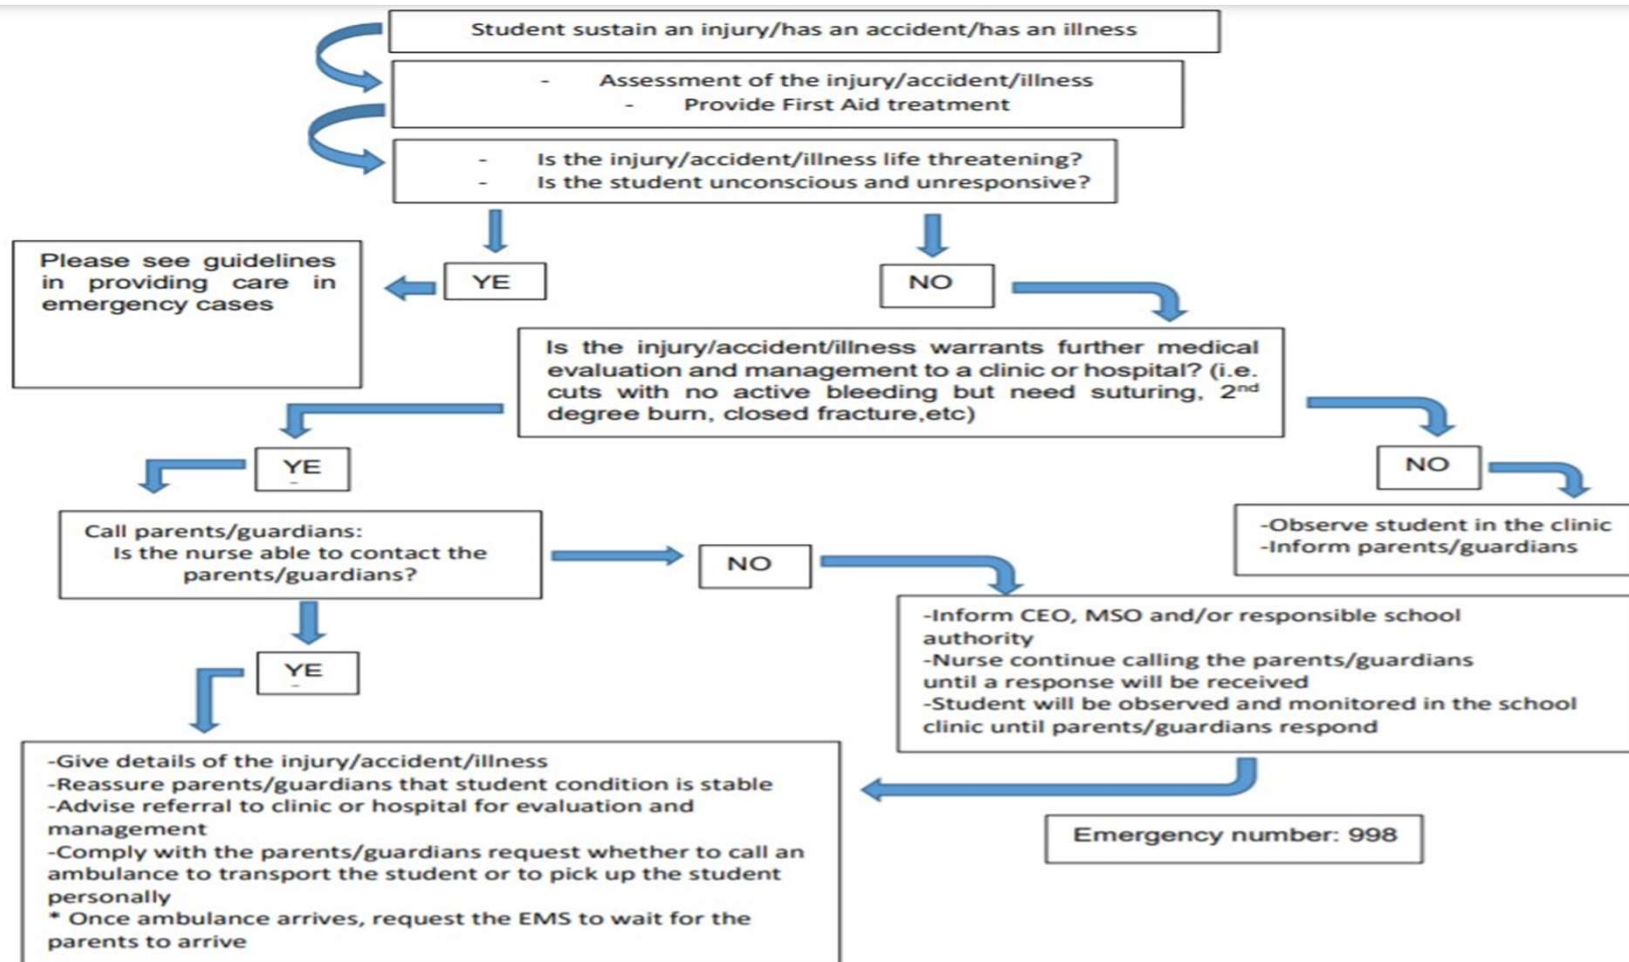 Student sustain an injury/has an accident/has an illness
- Assessment of the injury/accident/illness
- Provide First Aid treatment
- Is the injury/accident/illness life threatening?
- Is the student unconscious and unresponsive?
Please see guidelines
in providing care in
emergency cases
YE
NO
Is the injury/accident/illness warrants further medical
evaluation and management to a clinic or hospital? (i.e.
cuts with no active bleeding but need suturing, 2nd
degree burn, closed fracture,etc)
YE
NO
-Observe student in the clinic
-Inform parents/guardians
Call parents/guardians:
Is the nurse able to contact the
parents/guardians?
NO
-Inform CEO, MSO and/or responsible school
authority
-Nurse continue calling the parents/guardians
until a response will be received
-Student will be observed and monitored in the school
clinic until parents/guardians respond
YE
-Give details of the injury/accident/illness
-Reassure parents/guardians that student condition is stable
-Advise referral to clinic or hospital for evaluation and
management
-Comply with the parents/guardians request whether to call an
ambulance to transport the student or to pick up the student
personally
* Once ambulance arrives, request the EMS to wait for the
parents to arrive
Emergency number: 998